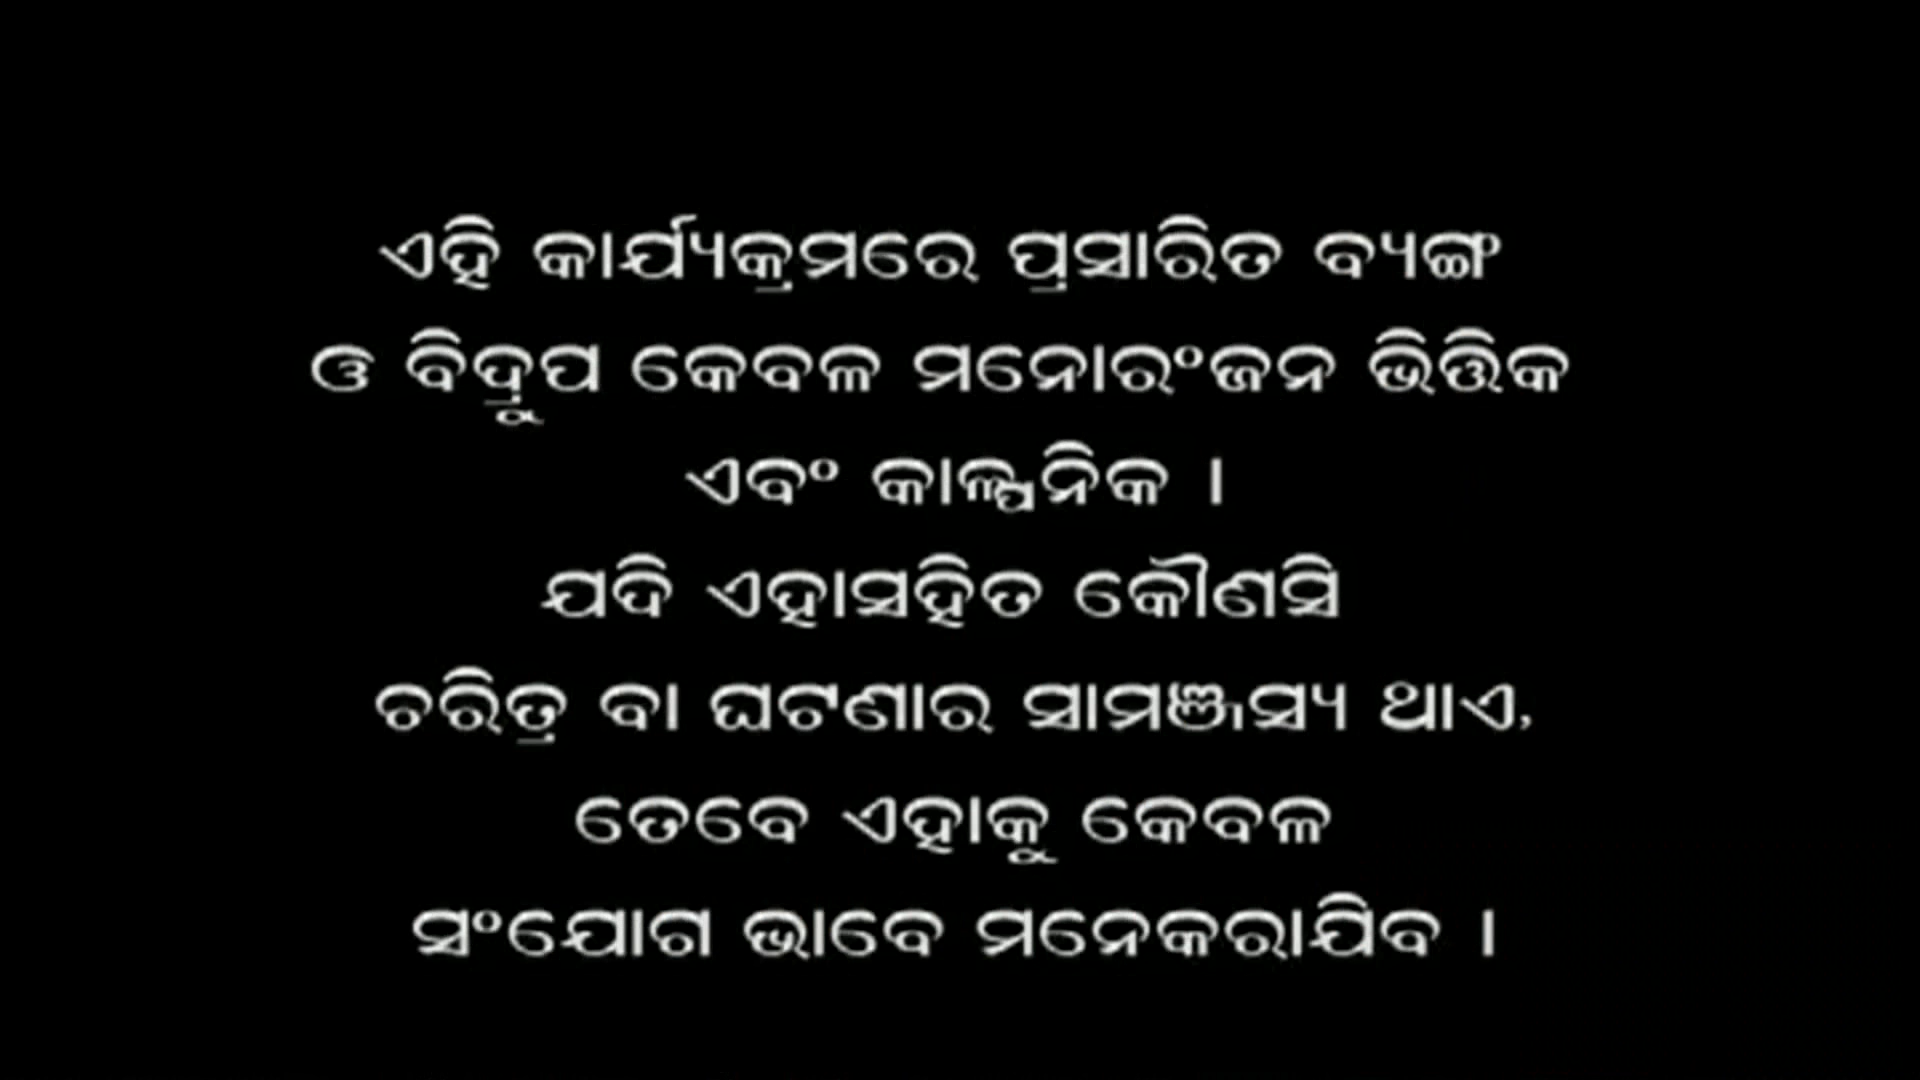 ଏହି କାର୍ଯ୍ୟକ୍ରମରେ ପ୍ରସାରିତ ବ୍ୟଙ୍ଗ
ଓ ବିଦ୍ରୁପ କେବଳ ମନୋରଂଜନ ଭିତ୍ତିକ
ଏବଂ କାଳ୍ପନିକ ।
ଯଦି ଏହାସହିତ କୌଣସି
ଚରିତ୍ର ବା ଘଟଣାର ସାମଞ୍ଜସ୍ୟ ଥାଏ,
ତେବେ ଏହାକୁ କେବଳ
ସଂଯୋଗ ଭାବେ ମନେକରାଯିବ ।